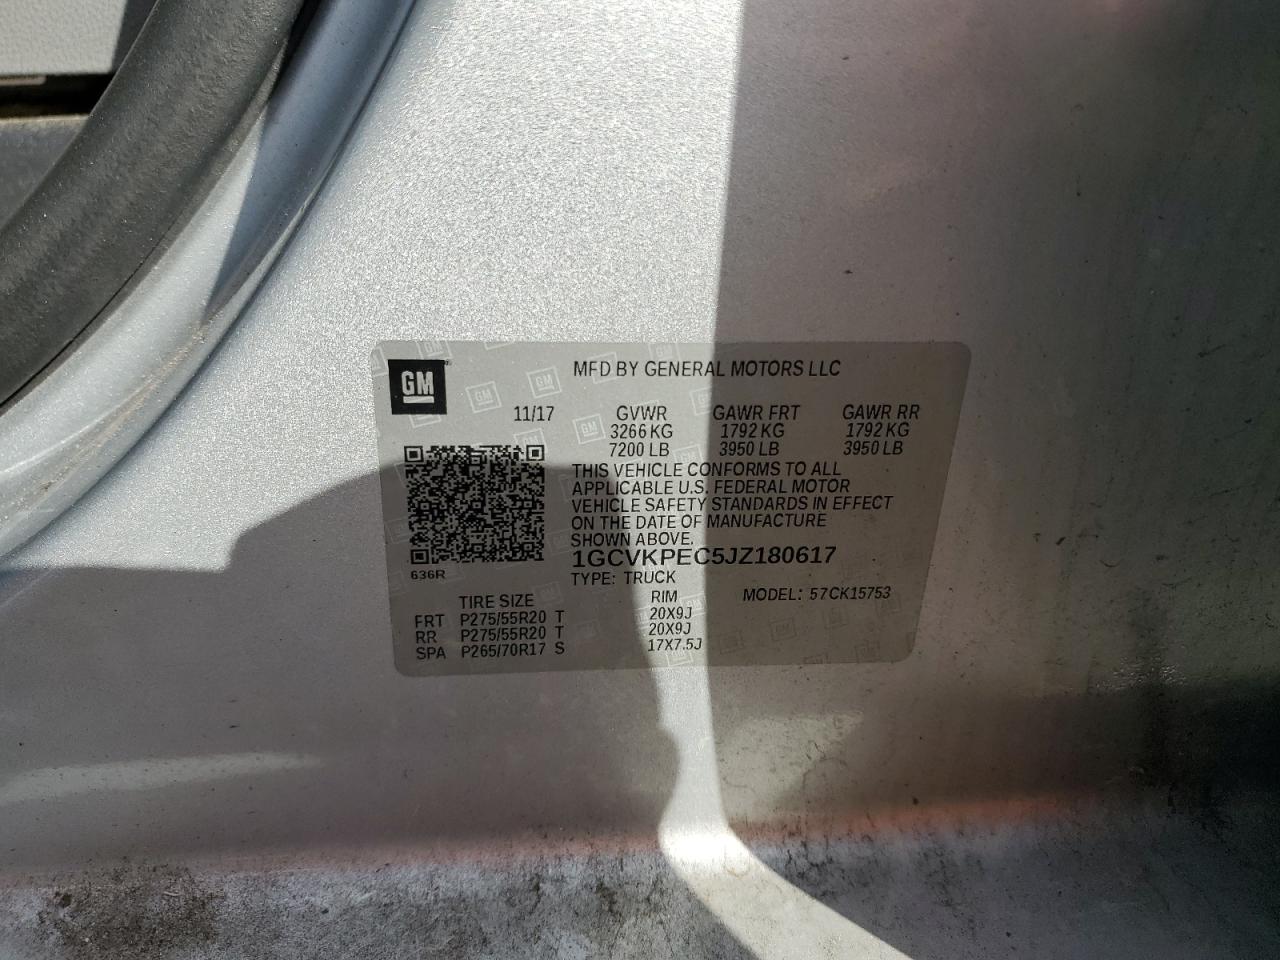 GM
MFD BY GENERAL MOTORS LLC
11/17 GVWR GAWR FRT GAWR RR
3266 KG 1792 KG 1792 KG
7200 LB 3950 LB 3950 LB
THIS VEHICLE CONFORMS TO ALL
APPLICABLE U.S. FEDERAL MOTOR
VEHICLE SAFETY STANDARDS IN EFFECT
ON THE DATE OF MANUFACTURE
SHOWN ABOVE.
1GCVKPEC5JZ180617
636R
TYPE: TRUCK
TIRE SIZE RIM MODEL: 57CK15753
FRT P275/55R20 T 20X9J
RR P275/55R20 T 20X9J
SPA P265/70R17 S 17X7.5J